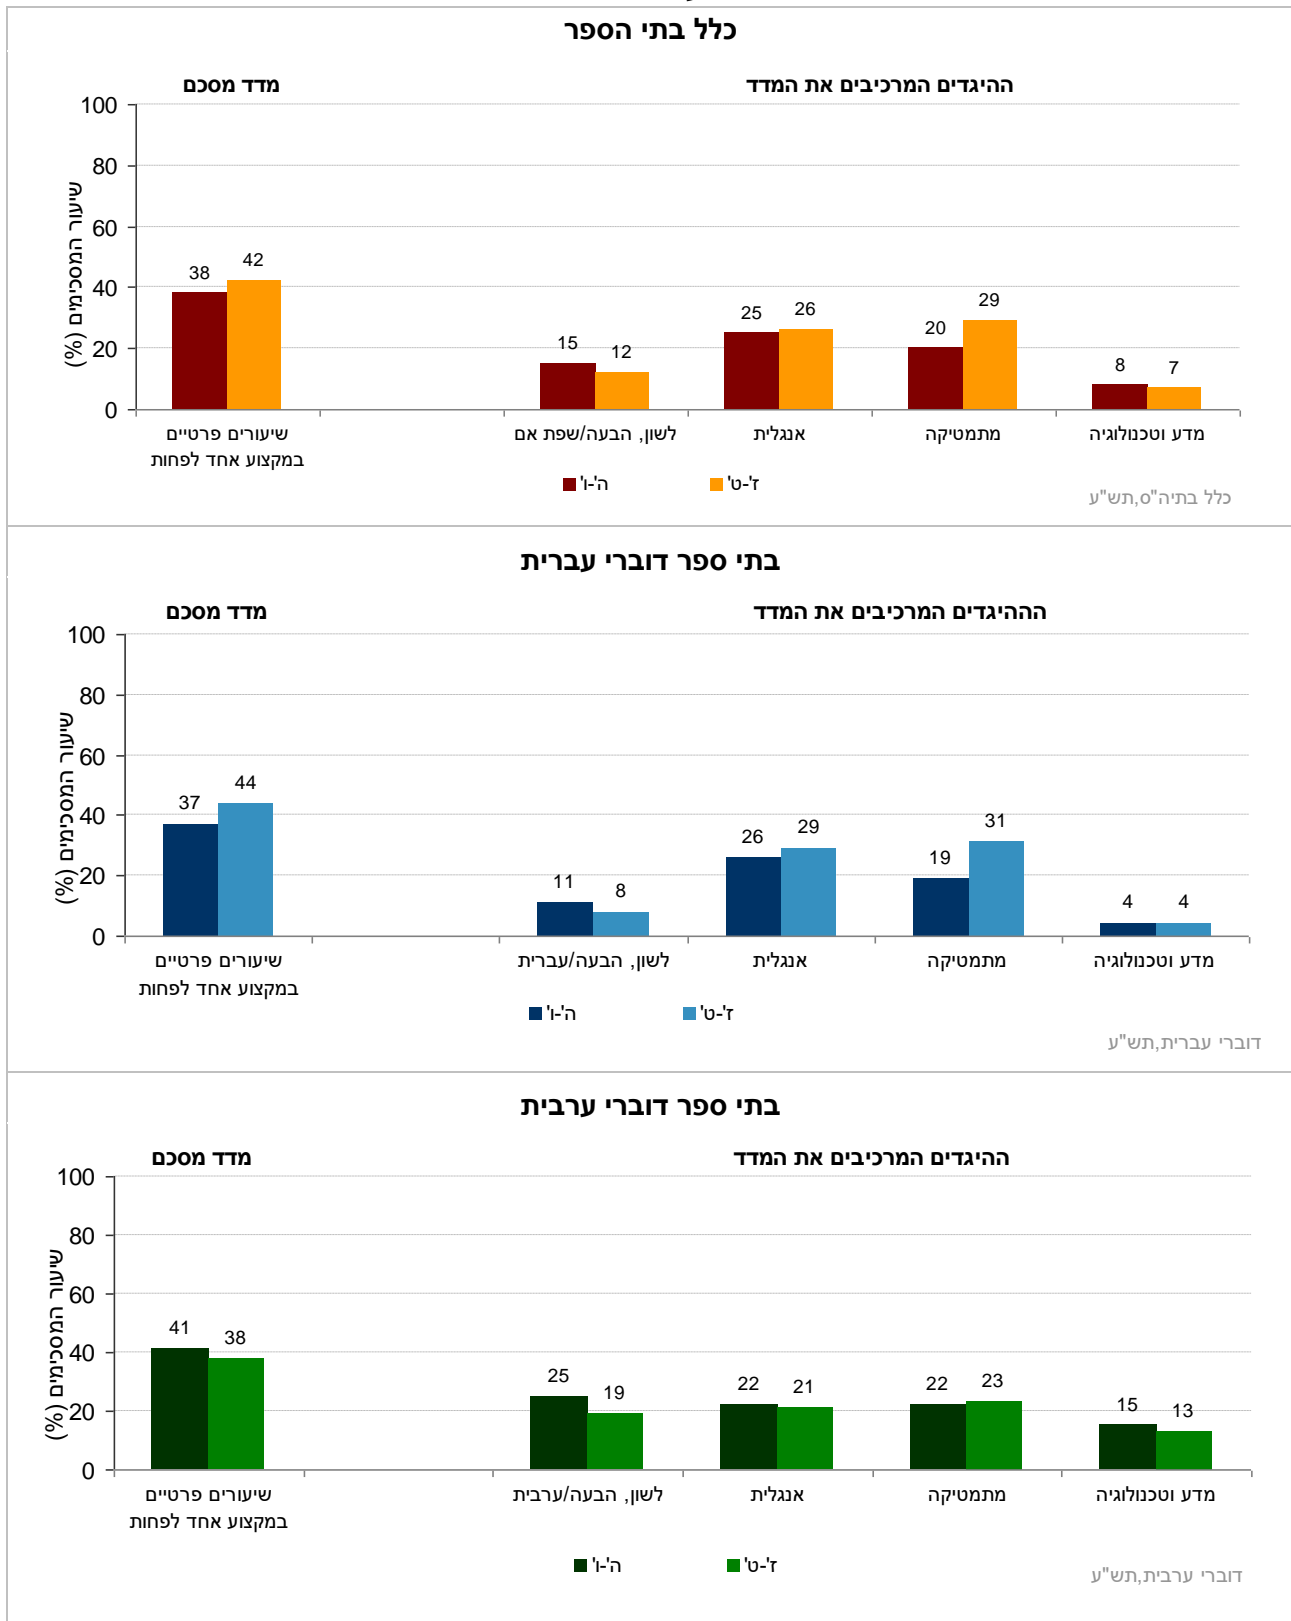 כלל בתי הספר
ההיגדים המרכיבים את המדד
מדד מסכם
שיעור המסכימים (%)
100
80
60
40
20
0
38
42
15
12
25
26
20
29
8
7
שיעורים פרטיים
במקצוע אחד לפחות
לשון, הבעה/שפת אם
אנגלית
מתמטיקה
מדע וטכנולוגיה
ה'-ו'
ז'-ט'
כלל בתיה"ס,תש"ע
בתי ספר דוברי עברית
הההיגדים המרכיבים את המדד
מדד מסכם
שיעור המסכימים (%)
100
80
60
40
20
0
37
44
11
8
26
29
19
31
4
4
שיעורים פרטיים
במקצוע אחד לפחות
לשון, הבעה/עברית
אנגלית
מתמטיקה
מדע וטכנולוגיה
ה'-ו'
ז'-ט'
דוברי עברית,תש"ע
בתי ספר דוברי ערבית
ההיגדים המרכיבים את המדד
מדד מסכם
שיעור המסכימים (%)
100
80
60
40
20
0
41
38
25
19
22
21
22
23
15
13
שיעורים פרטיים
במקצוע אחד לפחות
לשון, הבעה/ערבית
אנגלית
מתמטיקה
מדע וטכנולוגיה
ה'-ו'
ז'-ט'
דוברי ערבית,תש"ע